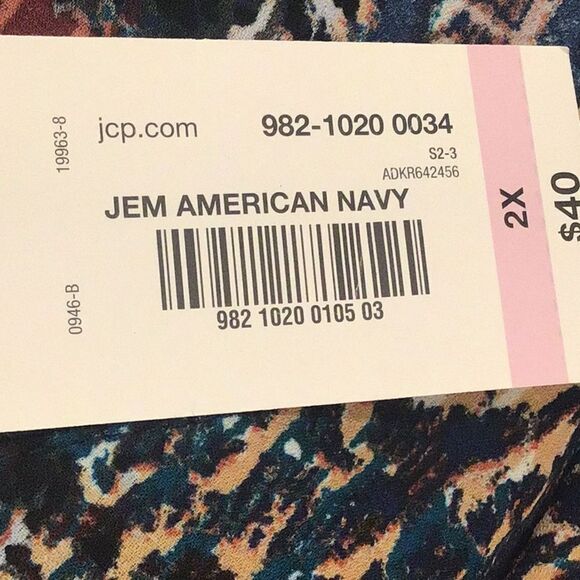 19963-8
jcp.com
982-1020 0034
S2-3
ADKR642456
JEM AMERICAN NAVY
982 1020 0105 03
0946-B
2X
$40